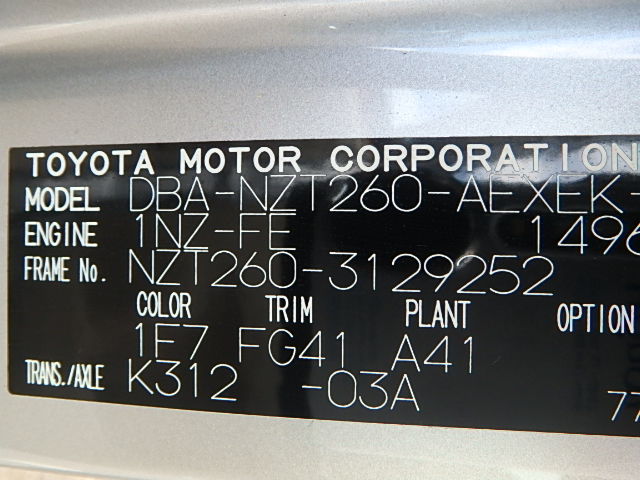 TOYOTA MOTOR CORPORATION
MODEL DBA-NZT260-AEXEK
ENGINE 1NZ-FE 1496
FRAME No. NZT260-3129252
COLOR TRIM PLANT OPTION
1E7 FG41 A41
TRANS./AXLE K312 -03A
77